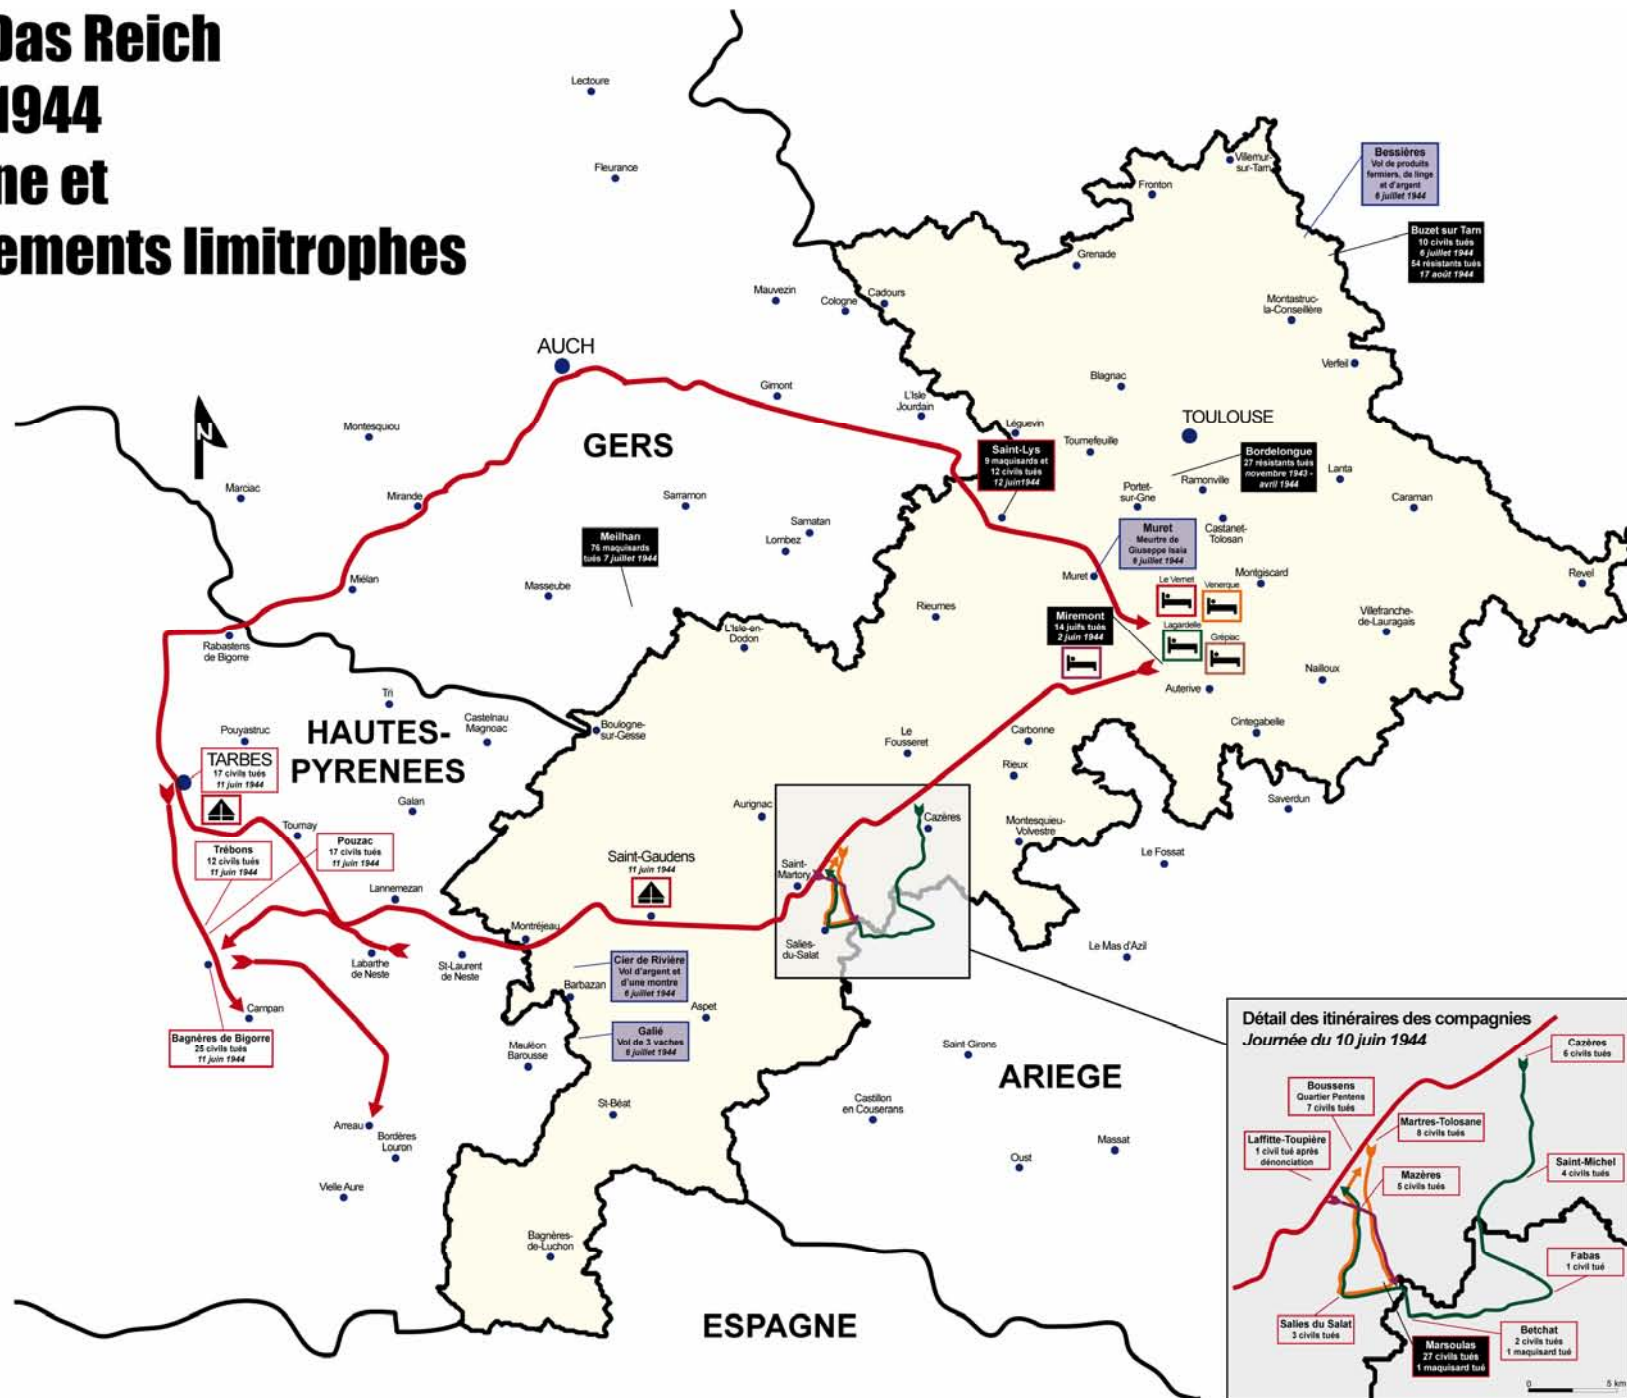 Das Reich
1944
ne et
ements limitrophes
Lectoure
Fleurance
Villemur-
sur-Tarn
Fronton
Bessières
Vol de produits
fermiers, de linge
et d'argent
6 juillet 1944
Buzet sur Tarn
10 civils tués
6 juillet 1944
54 résistants tués
17 août 1944
Grenade
Mauvezin
Cologne
Cadours
Montastruc-
la-Conseillère
Verfeil
AUCH
Gimont
Blagnac
L'Isle
Jourdain
TOULOUSE
Montesquiou
GERS
Léguevin
Tournefeuille
Saint-Lys
9 maquisards et
12 civils tués
12 juin1944
Bordelongue
27 résistants tués
novembre 1943 -
avril 1944
Lanta
N
Marciac
Mirande
Sarramon
Portet-
sur-Gne
Ramonville
Caraman
Samatan
Lombez
Castanet-
Tolosan
Meilhan
76 maquisards
tués 7 juillet 1944
Muret
Meurtre de
Giuseppe Isaia
6 juillet 1944
Miélan
Masseube
Muret
Le Vernet
Venerque
Montgiscard
Revel
Rieumes
Miremont
14 juifs tués
2 juin 1944
Lagardelle
Grépiac
Villefranche-
de-Lauragais
Rabastens
de Bigorre
L'Isle-en-
Dodon
Nailloux
Auterive
Tri
Castelnau
Magnoac
Boulogne-
sur-Gesse
Cintegabelle
Pouyastruc
HAUTES-
PYRENEES
Le
Fousseret
Carbonne
Rieux
TARBES
17 civils tués
11 juin 1944
Galan
Aurignac
Saverdun
Tournay
Cazères
Montesquieu-
Volvestre
Trébons
12 civils tués
11 juin 1944
Pouzac
17 civils tués
11 juin 1944
Saint-Gaudens
11 juin 1944
Saint-
Martory
Le Fossat
Lannemezan
Montréjeau
Salies-
du-Salat
Le Mas d'Azil
Labarthe
de Neste
St-Laurent
de Neste
Cier de Rivière
Vol d'argent et
d'une montre
6 juillet 1944
Barbazan
Campan
Aspet
Bagnères de Bigorre
25 civils tués
11 juin 1944
Galié
Vol de 3 vaches
6 juillet 1944
Mauléon
Barousse
Saint-Girons
ARIEGE
St-Béat
Castillon
en Couserans
Arreau
Bordères
Louron
Massat
Oust
Vielle Aure
Bagnères-
de-Luchon
ESPAGNE
Détail des itinéraires des compagnies
Journée du 10 juin 1944
Cazères
6 civils tués
Boussens
Quartier Pentens
7 civils tués
Martres-Tolosane
8 civils tués
Laffitte-Toupière
1 civil tué après
dénonciation
Saint-Michel
4 civils tués
Mazères
5 civils tués
Fabas
1 civil tué
Salies du Salat
3 civils tués
Betchat
2 civils tués
1 maquisard tué
Marsoulas
27 civils tués
1 maquisard tué
0 5 km